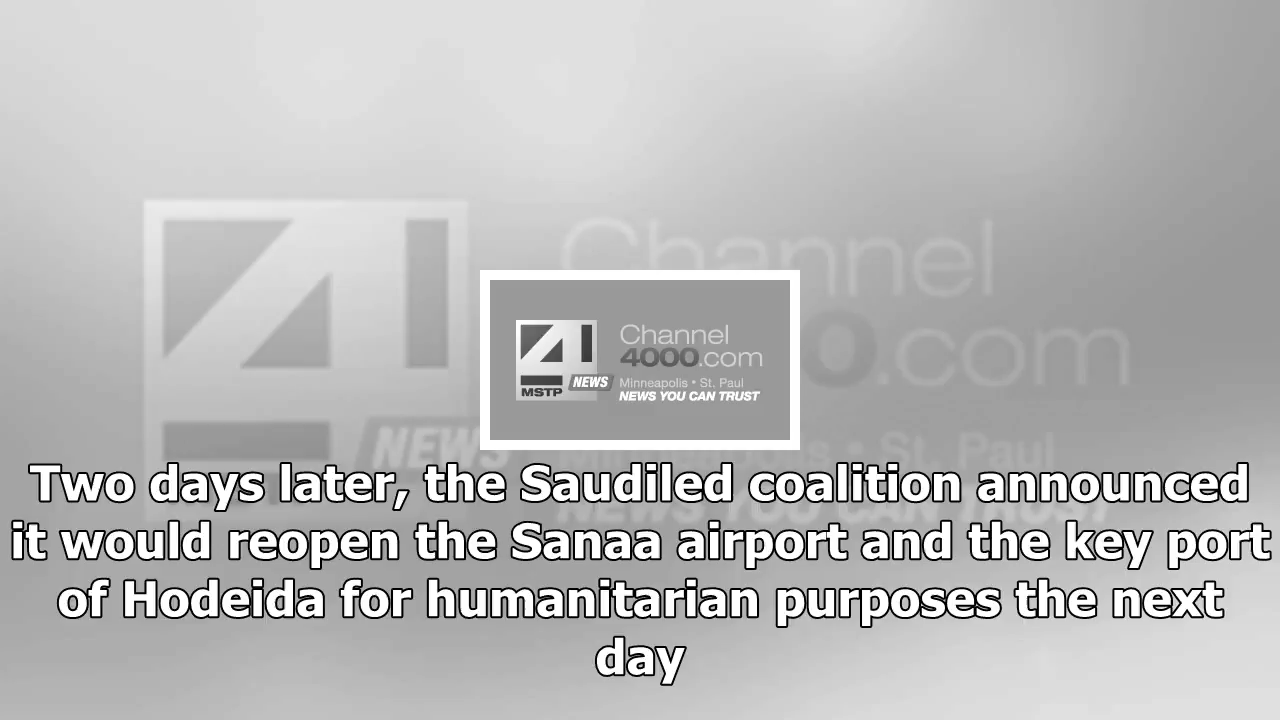 Channel
4000.com
MSTP
NEWS
Minneapolis • St. Paul
NEWS YOU CAN TRUST
Two days later, the Saudiled coalition announced
it would reopen the Sanaa airport and the key port
of Hodeida for humanitarian purposes the next
day